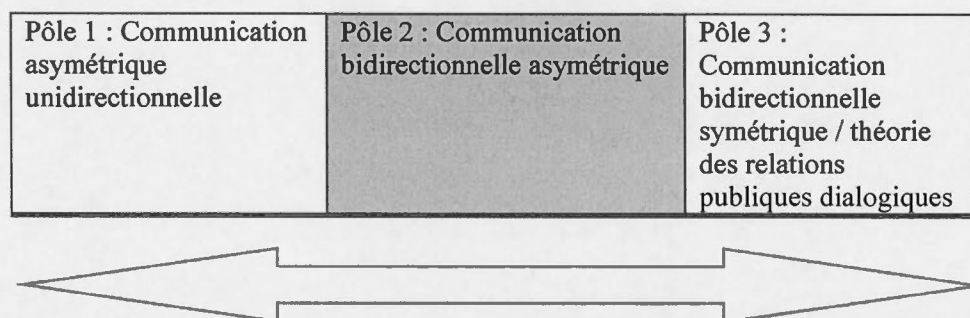 Pôle 1 : Communication
asymétrique
unidirectionnelle
Pôle 2 : Communication
bidirectionnelle asymétrique
Pôle 3 :
Communication
bidirectionnelle
symétrique / théorie
des relations
publiques dialogiques